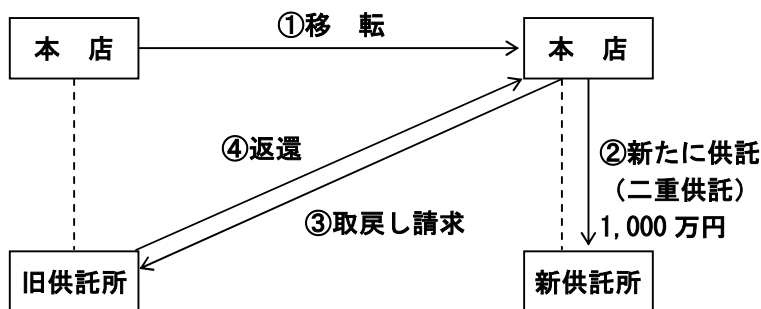 ①移　転
本　店
本　店
④返還
②新たに供託
（二重供託）
1,000 万円
③取戻し請求
旧供託所
新供託所